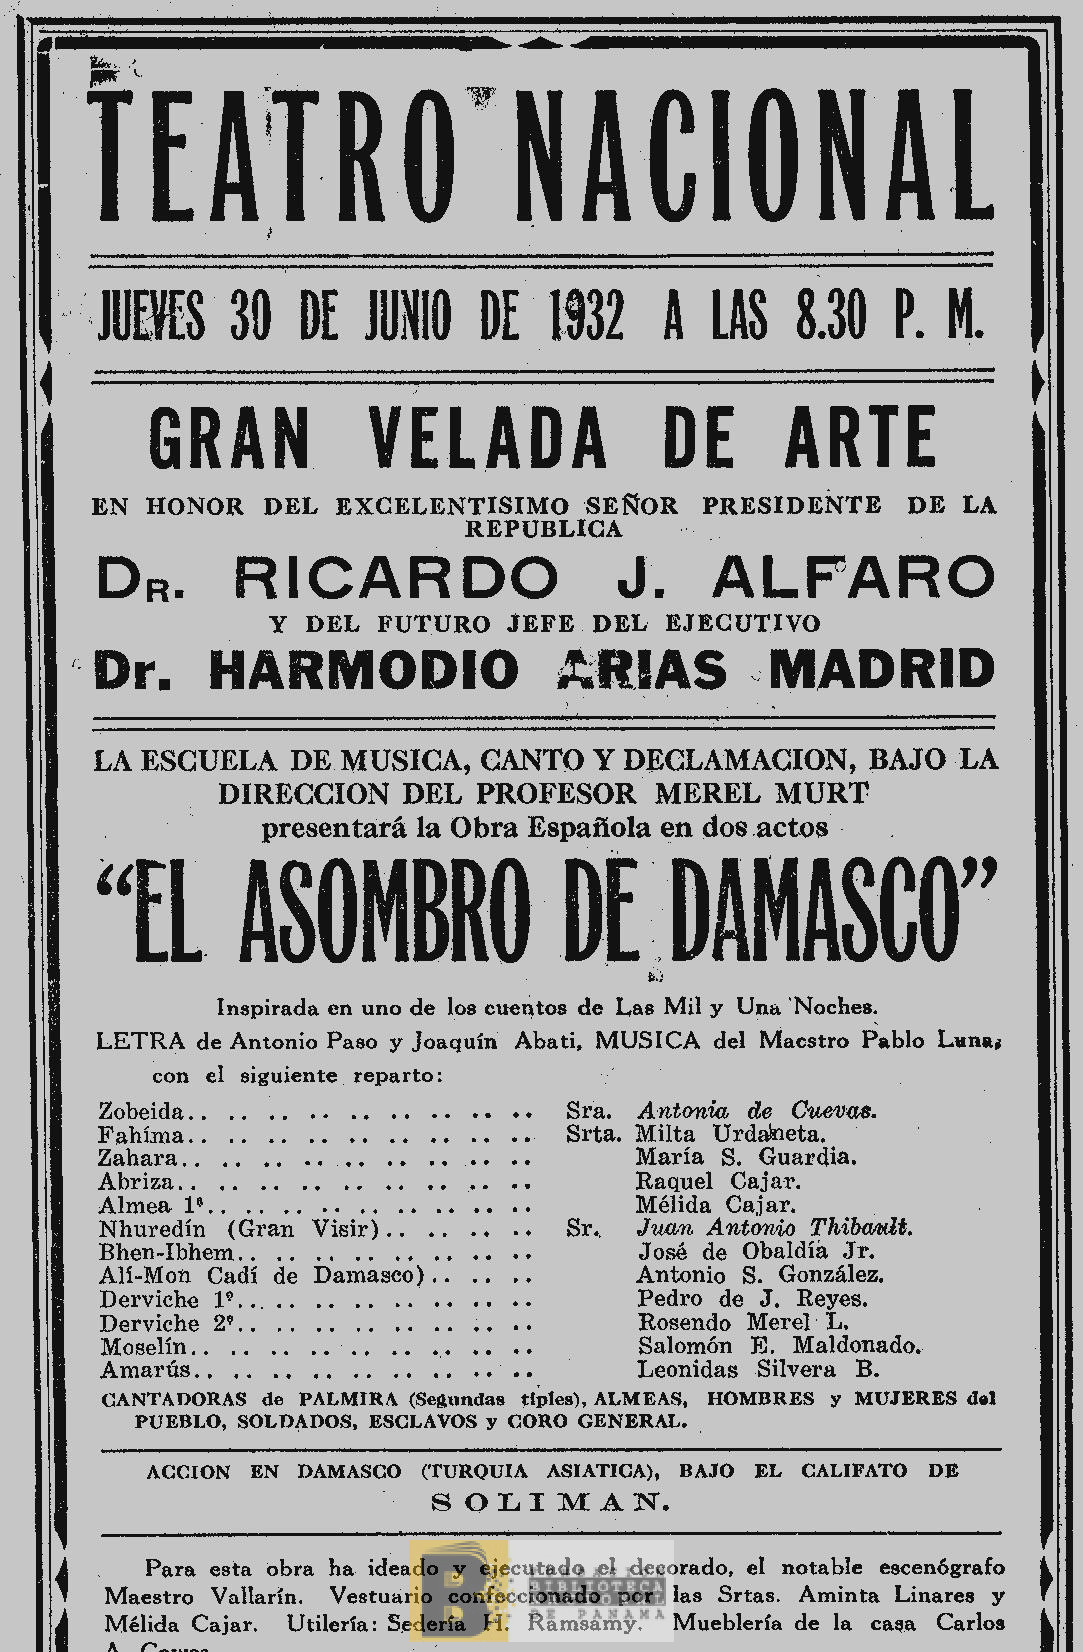 TEATRO NACIONAL
JUEVES 30 DE JUNIO DE 1932 A LAS 8.30 P. M.
GRAN VELADA DE ARTE
EN HONOR DEL EXCELENTISIMO SEÑOR PRESIDENTE DE LA
REPUBLICA
DR. RICARDO J. ALFARO
Y DEL FUTURO JEFE DEL EJECUTIVO
Dr. HARMODIO ARIAS MADRID
LA ESCUELA DE MUSICA, CANTO Y DECLAMACION, BAJO LA
DIRECCION DEL PROFESOR MEREL MURT
presentará la Obra Española en dos actos
“EL ASOMBRO DE DAMASCO”
Inspirada en uno de los cuentos de Las Mil y Una Noches.
LETRA de Antonio Paso y Joaquín Abati, MUSICA del Maestro Pablo Luna,
con el siguiente reparto:
Zobeida.. .. .. .. .. .. .. .. .. Sra. Antonia de Cuevas.
Fahíma.. .. .. .. .. .. .. .. .. Srta. Milta Urdaneta.
Zahara.. .. .. .. .. .. .. .. .. María S. Guardia.
Abriza.. .. .. .. .. .. .. .. .. Raquel Cajar.
Almea 1ª.. .. .. .. .. .. .. .. Mélida Cajar.
Nhuredín (Gran Visir).. .. .. .. Sr. Juan Antonio Thibault.
Bhen-Ibhem.. .. .. .. .. .. .. .. José de Obaldía Jr.
Alí-Mon Cadí de Damasco).. .. .. Antonio S. González.
Derviche 1º.. .. .. .. .. .. .. .. Pedro de J. Reyes.
Derviche 2º.. .. .. .. .. .. .. .. Rosendo Merel L.
Moselín.. .. .. .. .. .. .. .. .. Salomón E. Maldonado.
Amarús.. .. .. .. .. .. .. .. .. Leonidas Silvera B.
CANTADORAS de PALMIRA (Segundas tiples), ALMEAS, HOMBRES y MUJERES del
PUEBLO, SOLDADOS, ESCLAVOS y CORO GENERAL.
ACCION EN DAMASCO (TURQUIA ASIATICA), BAJO EL CALIFATO DE
SOLIMAN.
Para esta obra ha ideado y ejecutado el decorado, el notable escenógrafo
Maestro Vallarín. Vestuario confeccionado por las Srtas. Aminta Linares y
Mélida Cajar. Utilería: Sedería H. Ramsamy. Mueblería de la casa Carlos
BIBLIOTECA
NACIONAL
DE PANAMA